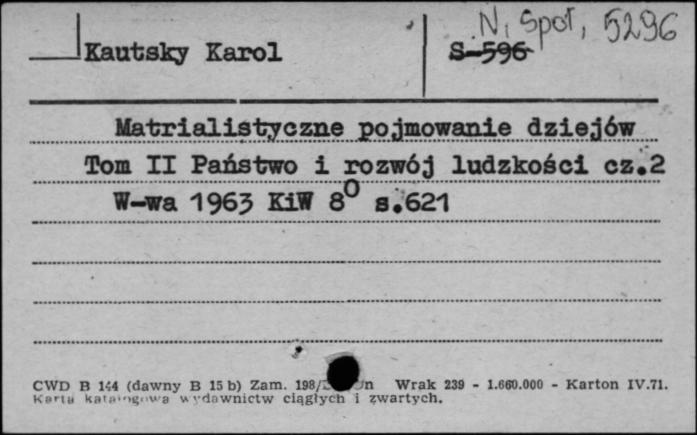 N. Społ. 5296
Kautsky Karol
S-596
Matrialistyczne pojmowanie dziejów
Tom II Państwo i rozwój ludzkości cz.2
W-wa 1963 KiW 8⁰ s.621
CWD B 144 (dawny B 15 b) Zam. 198/ n Wrak 239 - 1.660.000 - Karton IV.71.
Karta katalogowa wydawnictw ciągłych i zwartych.